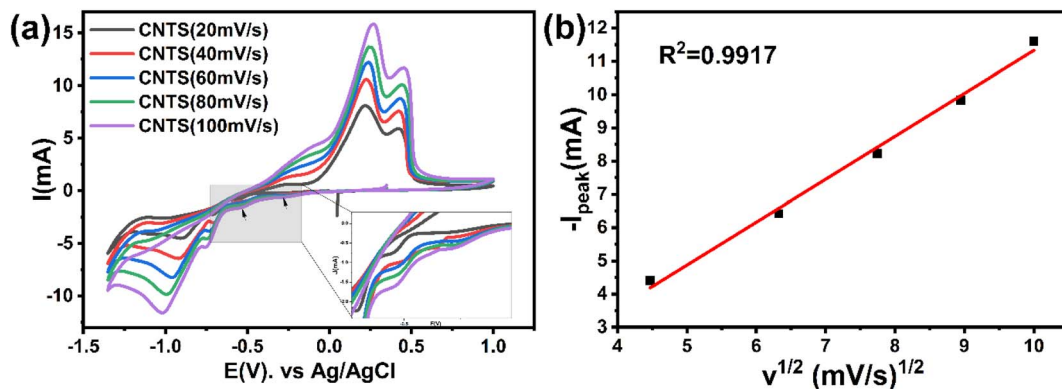 (a)
CNTS(20mV/s)
CNTS(40mV/s)
CNTS(60mV/s)
CNTS(80mV/s)
CNTS(100mV/s)
I(mA)
15
10
5
0
-5
-10
-1.5 -1.0 -0.5 0.0 0.5 1.0
E(V). vs Ag/AgCl
E(V)
-0.5
(b)
R²=0.9917
-I_peak(mA)
13
12
11
10
9
8
7
6
5
4
3
4 5 6 7 8 9 10
v^1/2 (mV/s)^1/2